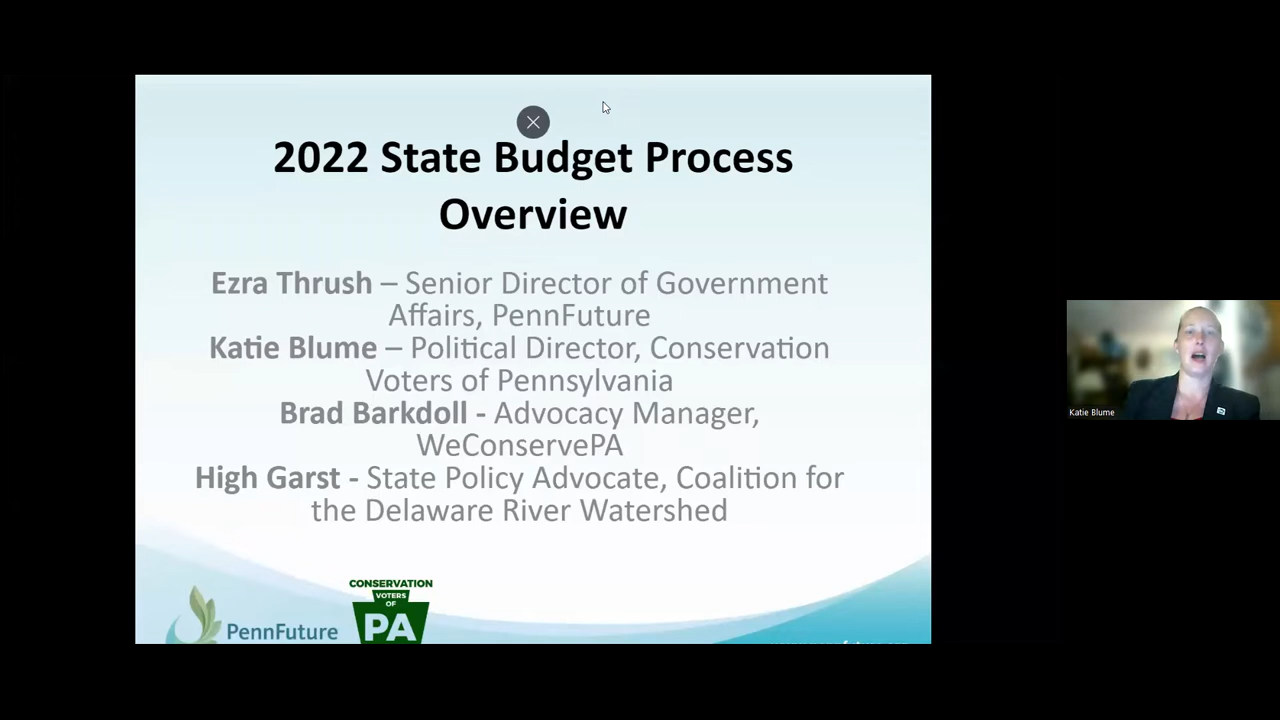 2022 State Budget Process
Overview
Ezra Thrush – Senior Director of Government
Affairs, PennFuture
Katie Blume – Political Director, Conservation
Voters of Pennsylvania
Brad Barkdoll - Advocacy Manager,
WeConservePA
High Garst - State Policy Advocate, Coalition for
the Delaware River Watershed
CONSERVATION
VOTERS
OF
PA
PennFuture
Katie Blume